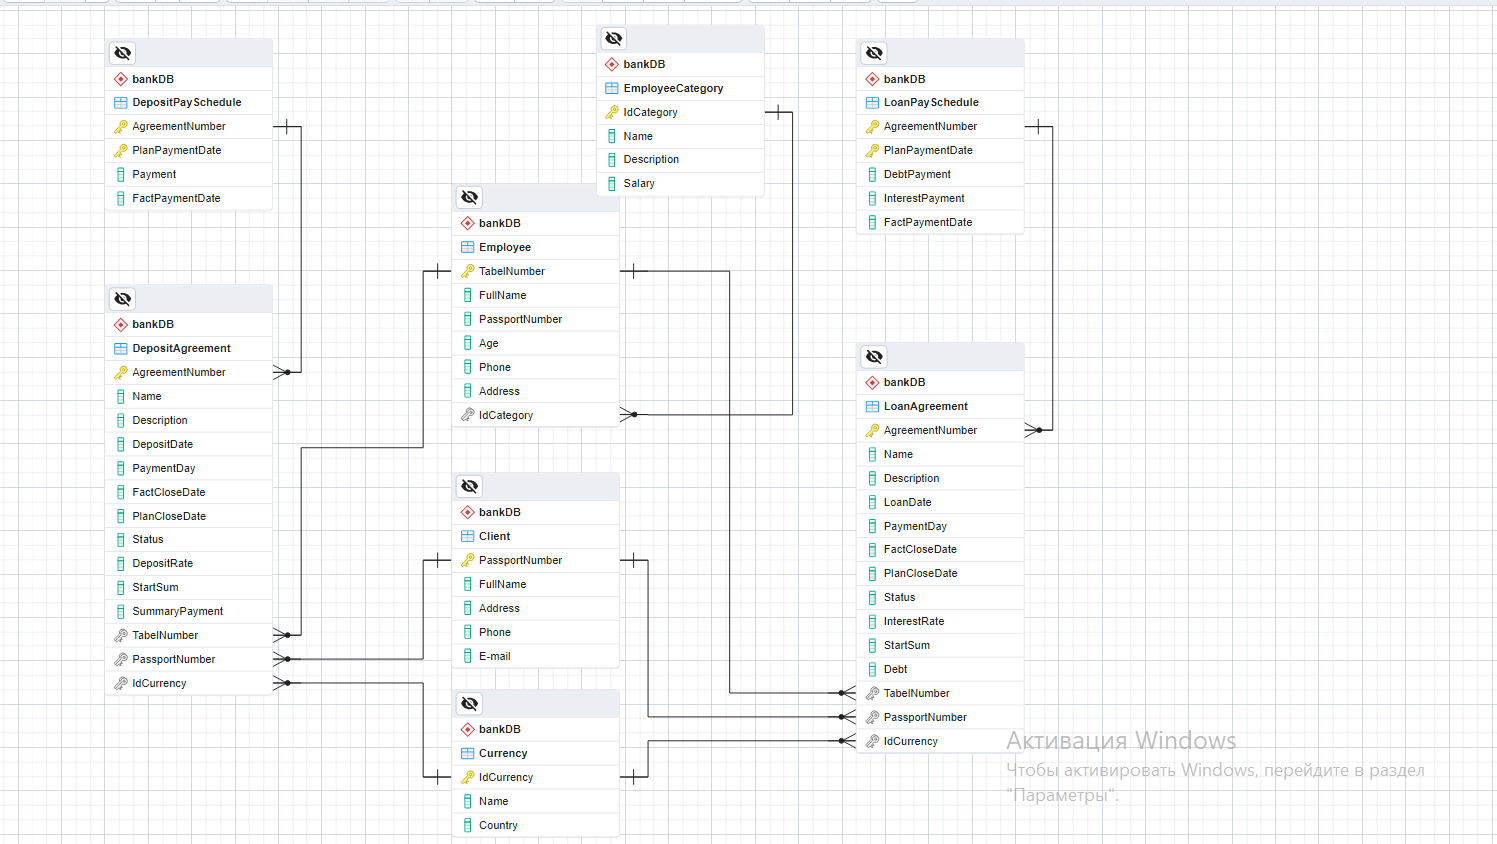 bankDB
DepositPaySchedule
AgreementNumber
PlanPaymentDate
Payment
FactPaymentDate
bankDB
EmployeeCategory
IdCategory
Name
Description
Salary
bankDB
LoanPaySchedule
AgreementNumber
PlanPaymentDate
DebtPayment
InterestPayment
FactPaymentDate
bankDB
Employee
TabelNumber
FullName
PassportNumber
Age
Phone
Address
IdCategory
bankDB
DepositAgreement
AgreementNumber
Name
Description
DepositDate
PaymentDay
FactCloseDate
PlanCloseDate
Status
DepositRate
StartSum
SummaryPayment
TabelNumber
PassportNumber
IdCurrency
bankDB
Client
PassportNumber
FullName
Address
Phone
E-mail
bankDB
Currency
IdCurrency
Name
Country
bankDB
LoanAgreement
AgreementNumber
Name
Description
LoanDate
PaymentDay
FactCloseDate
PlanCloseDate
Status
InterestRate
StartSum
Debt
TabelNumber
PassportNumber
IdCurrency
Активация Windows
Чтобы активировать Windows, перейдите в раздел
"Параметры".